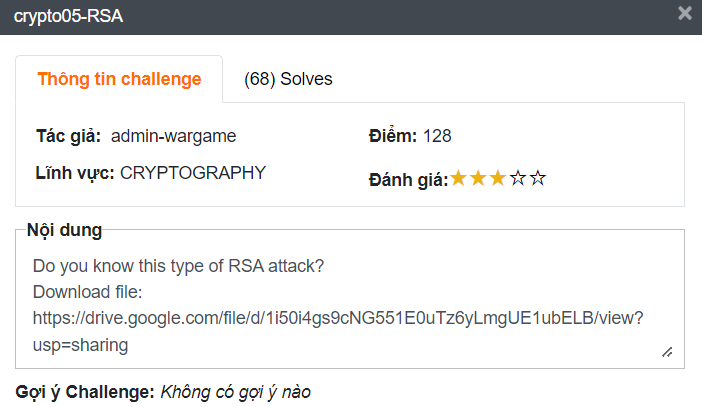 crypto05-RSA
Thông tin challenge
(68) Solves
Tác giả: admin-wargame
Điểm: 128
Lĩnh vực: CRYPTOGRAPHY
Đánh giá:★★★☆☆
Nội dung
Do you know this type of RSA attack?
Download file:
https://drive.google.com/file/d/1i50i4gs9cNG551E0uTz6yLmgUE1ubELB/view?
usp=sharing
Gợi ý Challenge: Không có gợi ý nào